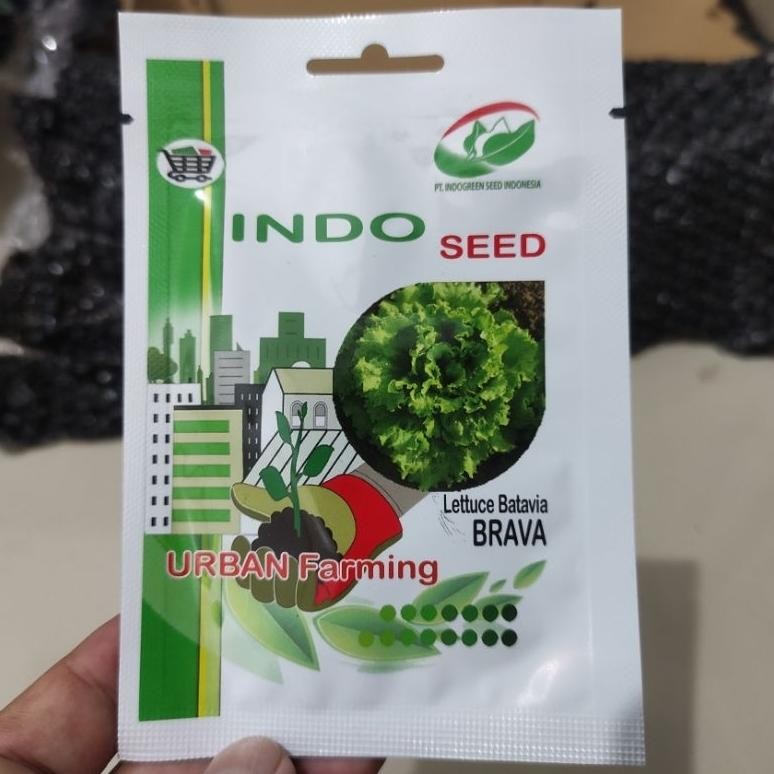 PT. INDOGREEN SEED INDONESIA
INDO SEED
Lettuce Batavia
BRAVA
URBAN Farming